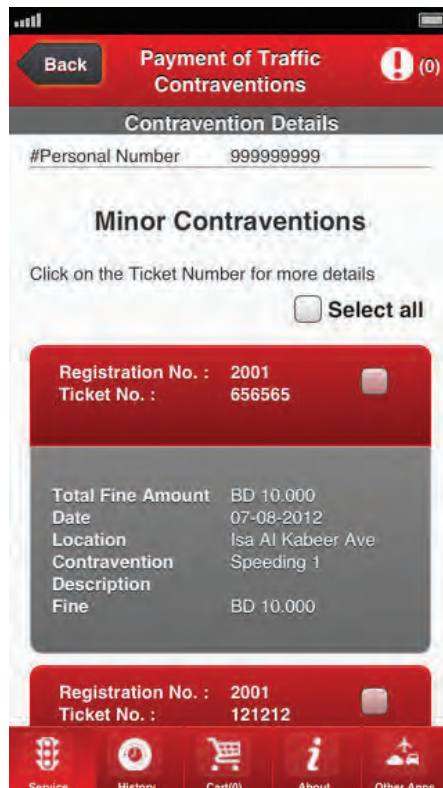 Back
Payment of Traffic
Contraventions
(0)
Contravention Details
#Personal Number 999999999
Minor Contraventions
Click on the Ticket Number for more details
Select all
Registration No. : 2001
Ticket No. : 656565
Total Fine Amount BD 10.000
Date 07-08-2012
Location Isa Al Kabeer Ave
Contravention Speeding 1
Description
Fine BD 10.000
Registration No. : 2001
Ticket No. : 121212
Service History Cart(0) About Other Apps